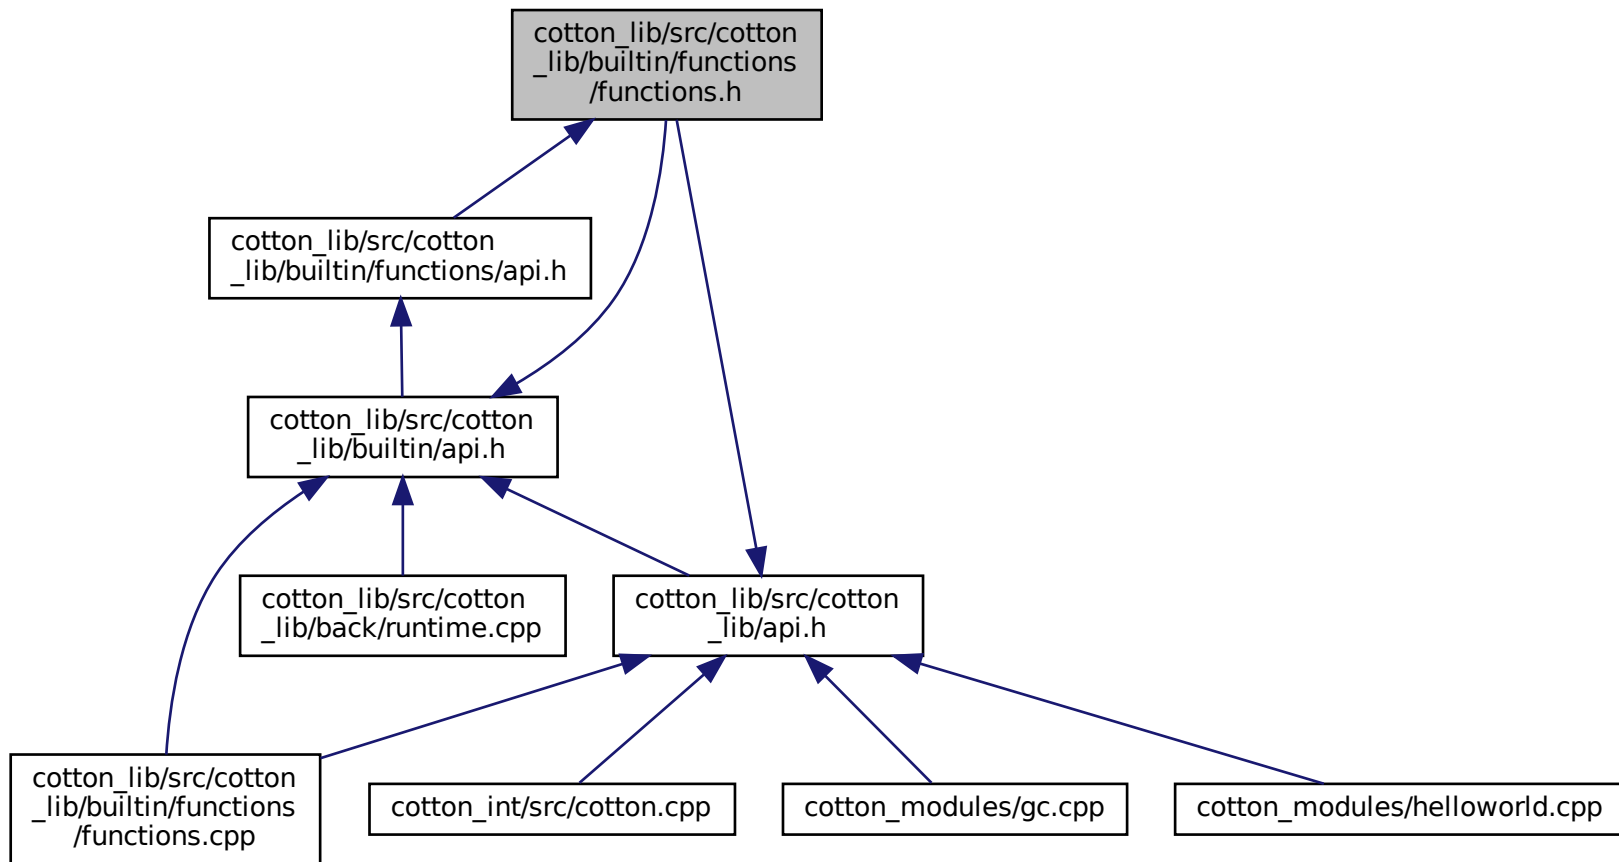 cotton_lib/src/cotton
_lib/builtin/functions
/functions.h
cotton_lib/src/cotton
_lib/builtin/functions/api.h
cotton_lib/src/cotton
_lib/builtin/api.h
cotton_lib/src/cotton
_lib/back/runtime.cpp
cotton_lib/src/cotton
_lib/api.h
cotton_lib/src/cotton
_lib/builtin/functions
/functions.cpp
cotton_int/src/cotton.cpp
cotton_modules/gc.cpp
cotton_modules/helloworld.cpp